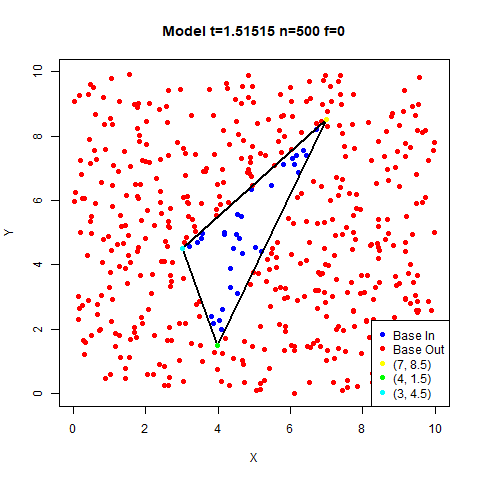 Model t=1.51515 n=500 f=0
Y
10
8
6
4
2
0
Base In
Base Out
(7, 8.5)
(4, 1.5)
(3, 4.5)
0 2 4 6 8 10
X